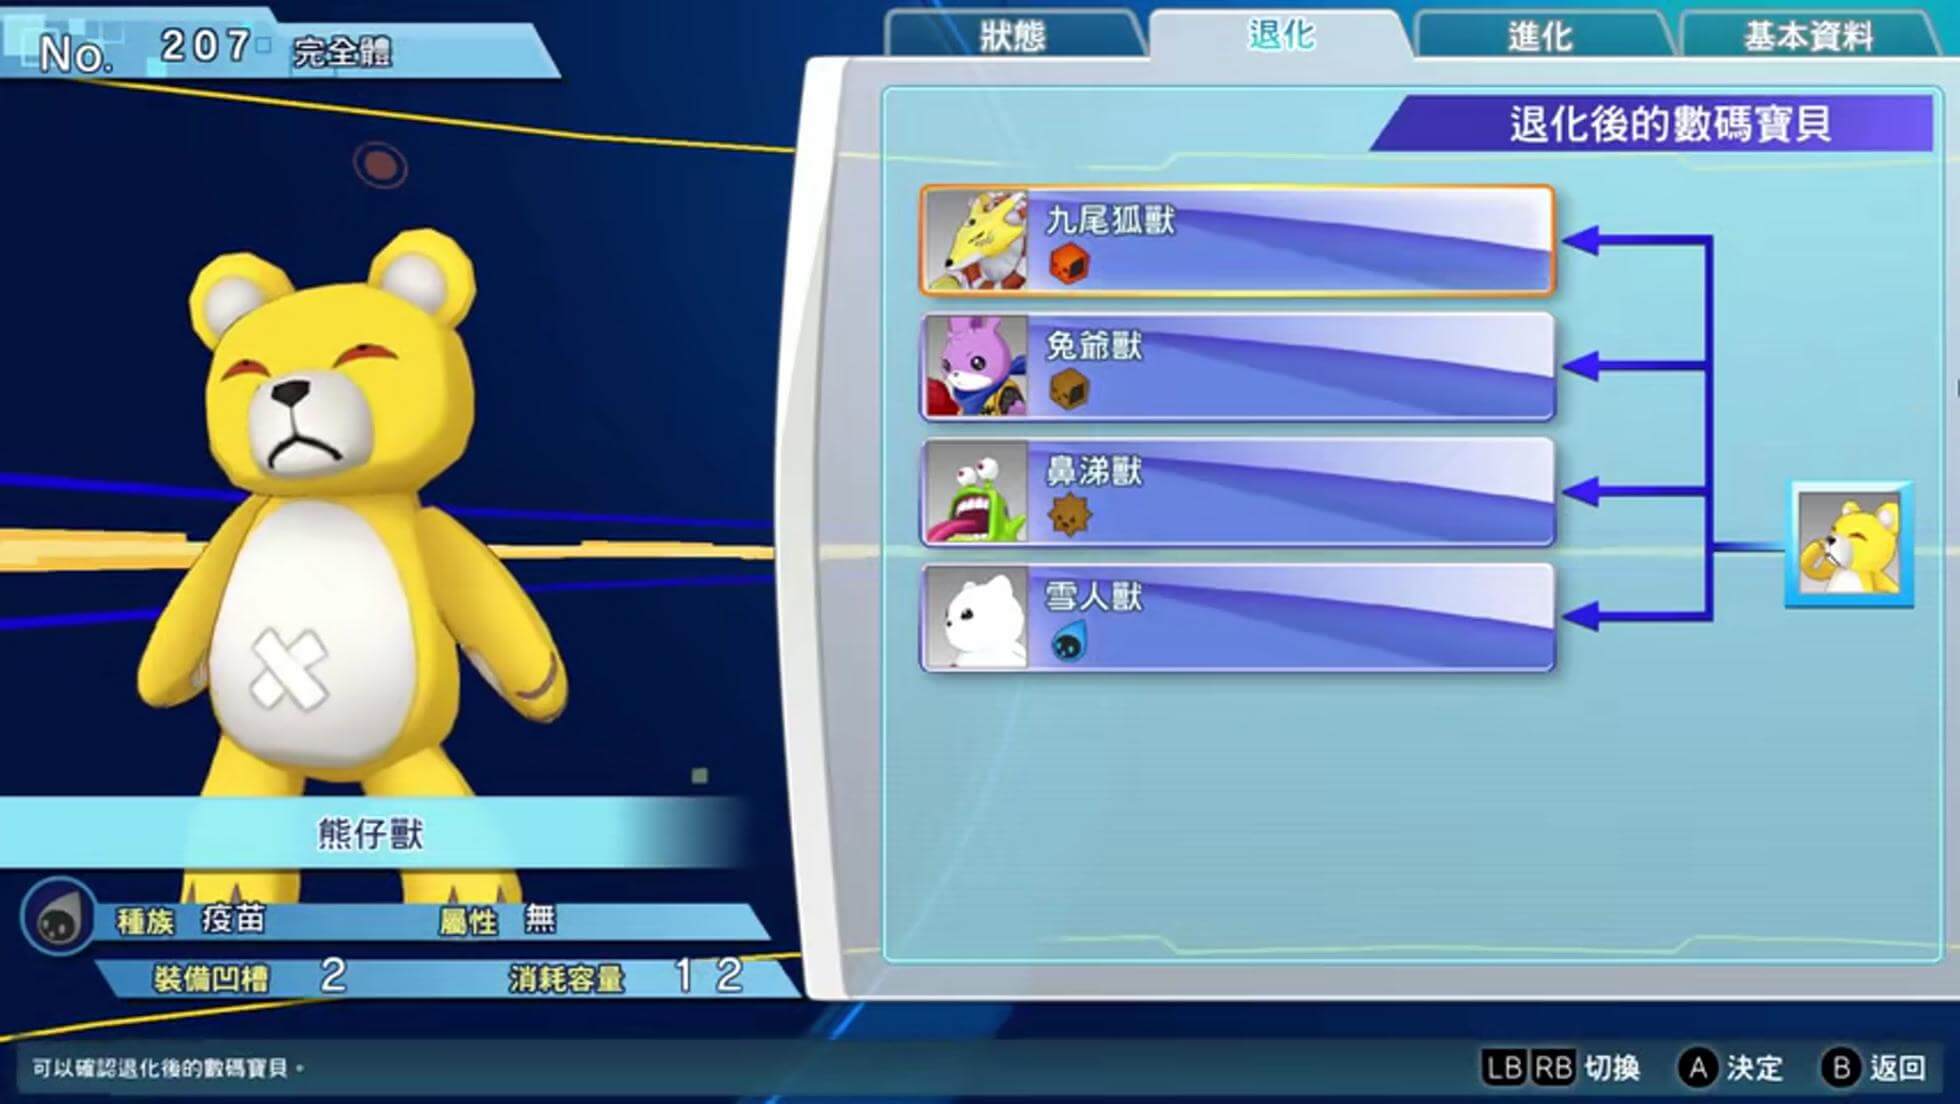 No. 207 完全體
狀態 退化 進化 基本資料
退化後的數碼寶貝
九尾狐獸
兔爺獸
鼻涕獸
雪人獸
熊仔獸
種族 疫苗 屬性 無
裝備凹槽 2 消耗容量 12
可以確認退化後的數碼寶貝。
LB RB 切換 A 決定 B 返回